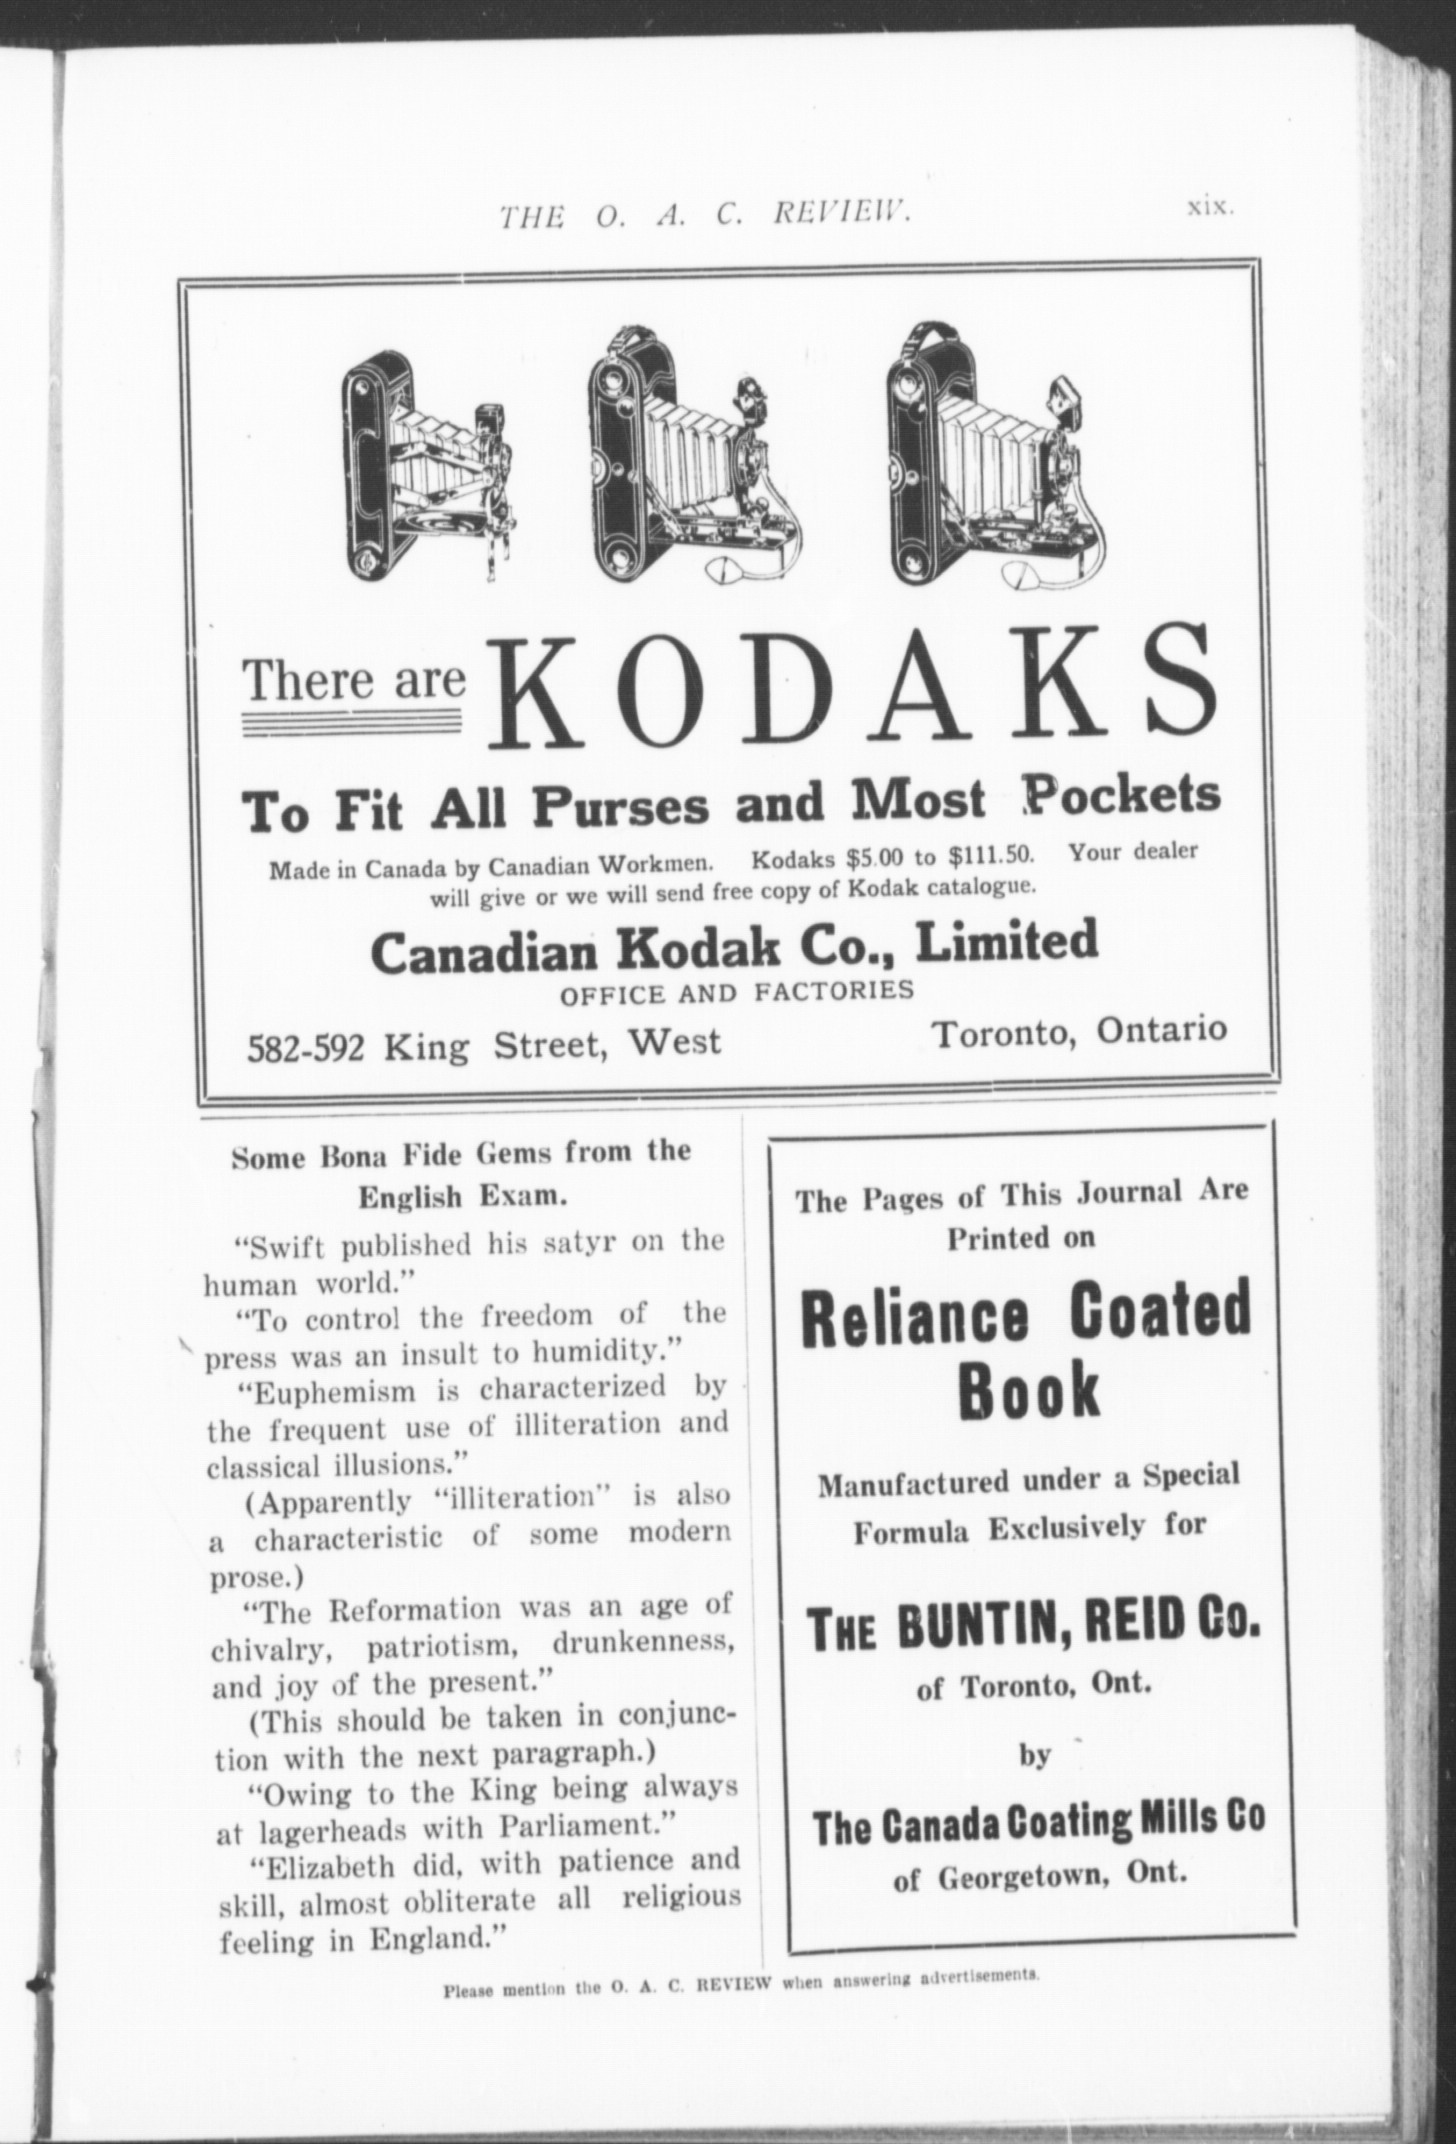 THE O. A. C. REVIEW.
xix.
There are KODAKS
To Fit All Purses and Most Pockets
Made in Canada by Canadian Workmen. Kodaks $5.00 to $111.50. Your dealer
will give or we will send free copy of Kodak catalogue.
Canadian Kodak Co., Limited
OFFICE AND FACTORIES
582-592 King Street, West Toronto, Ontario
Some Bona Fide Gems from the
English Exam.
“Swift published his satyr on the
human world.”
“To control the freedom of the
press was an insult to humidity.”
“Euphemism is characterized by
the frequent use of illiteration and
classical illusions.”
(Apparently “illiteration” is also
a characteristic of some modern
prose.)
“The Reformation was an age of
chivalry, patriotism, drunkenness,
and joy of the present.”
(This should be taken in conjunc-
tion with the next paragraph.)
“Owing to the King being always
at lagerheads with Parliament.”
“Elizabeth did, with patience and
skill, almost obliterate all religious
feeling in England.”
The Pages of This Journal Are
Printed on
Reliance Coated
Book
Manufactured under a Special
Formula Exclusively for
THE BUNTIN, REID CO.
of Toronto, Ont.
by
The Canada Coating Mills Co
of Georgetown, Ont.
Please mention the O. A. C. REVIEW when answering advertisements.